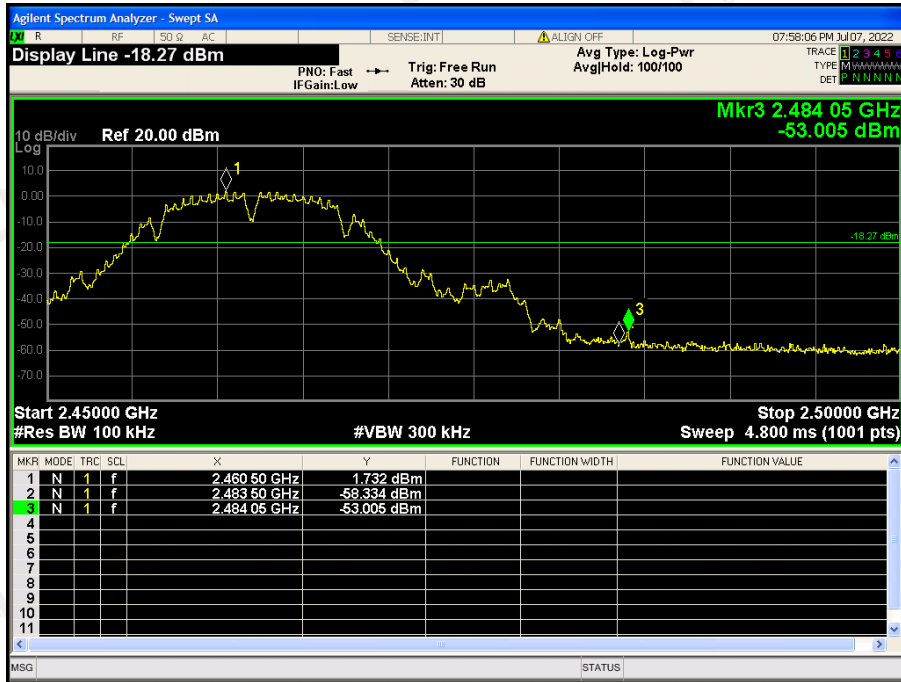 Agilent Spectrum Analyzer - Swept SA
LXI R RF 50 Ω AC SENSE:INT ALIGN OFF 07:58:06 PM Jul 07, 2022
Display Line -18.27 dBm
Avg Type: Log-Pwr
TRACE 1 2 3 4 5 6
PNO: Fast Trig: Free Run Avg|Hold: 100/100
TYPE M
IFGain:Low Atten: 30 dB
DET P N N N N N
Mkr3 2.484 05 GHz
-53.005 dBm
10 dB/div Ref 20.00 dBm
Log
1
10.0
0.00
-10.0
-18.27 dBm
-20.0
-30.0
-40.0
3
-50.0
-60.0
-70.0
Start 2.45000 GHz Stop 2.50000 GHz
#Res BW 100 kHz #VBW 300 kHz Sweep 4.800 ms (1001 pts)
MKR MODE TRC SCL X Y FUNCTION FUNCTION WIDTH FUNCTION VALUE
1 N 1 f 2.460 50 GHz 1.732 dBm
2 N 1 f 2.483 50 GHz -58.334 dBm
3 N 1 f 2.484 05 GHz -53.005 dBm
4
5
6
7
8
9
10
11
MSG STATUS